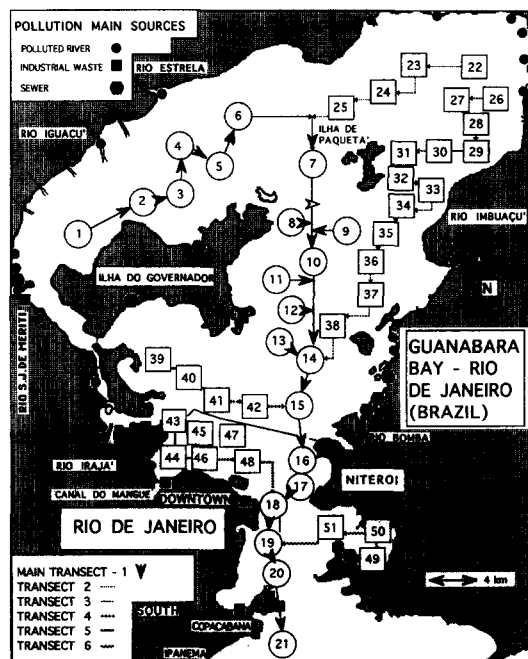 POLLUTION MAIN SOURCES
POLLUTED RIVER
INDUSTRIAL WASTE
SEWER
RIO ESTRELA
23
22
24
25
27
26
6
28
RIO IGUAÇU'
ILHA DE
PAQUETA'
4
5
7
31
30
29
32
33
2
3
34
RIO IMBUAÇU'
1
8
9
35
10
36
ILHA DO GOVERNADOR
11
37
N
12
38
RIO S.J.DE MERITI
13
14
39
40
41
42
15
GUANABARA
BAY - RIO
DE JANEIRO
(BRAZIL)
43
45
47
RIO BOMBA
44
46
48
16
RIO IRAJA'
CANAL DO MANGUE
17
NITEROI
DOWNTOWN
18
RIO DE JANEIRO
51
50
19
49
20
MAIN TRANSECT - 1
TRANSECT 2
TRANSECT 3
TRANSECT 4
TRANSECT 5
TRANSECT 6
4 km
SOUTH
COPACABANA
21
IPANEMA